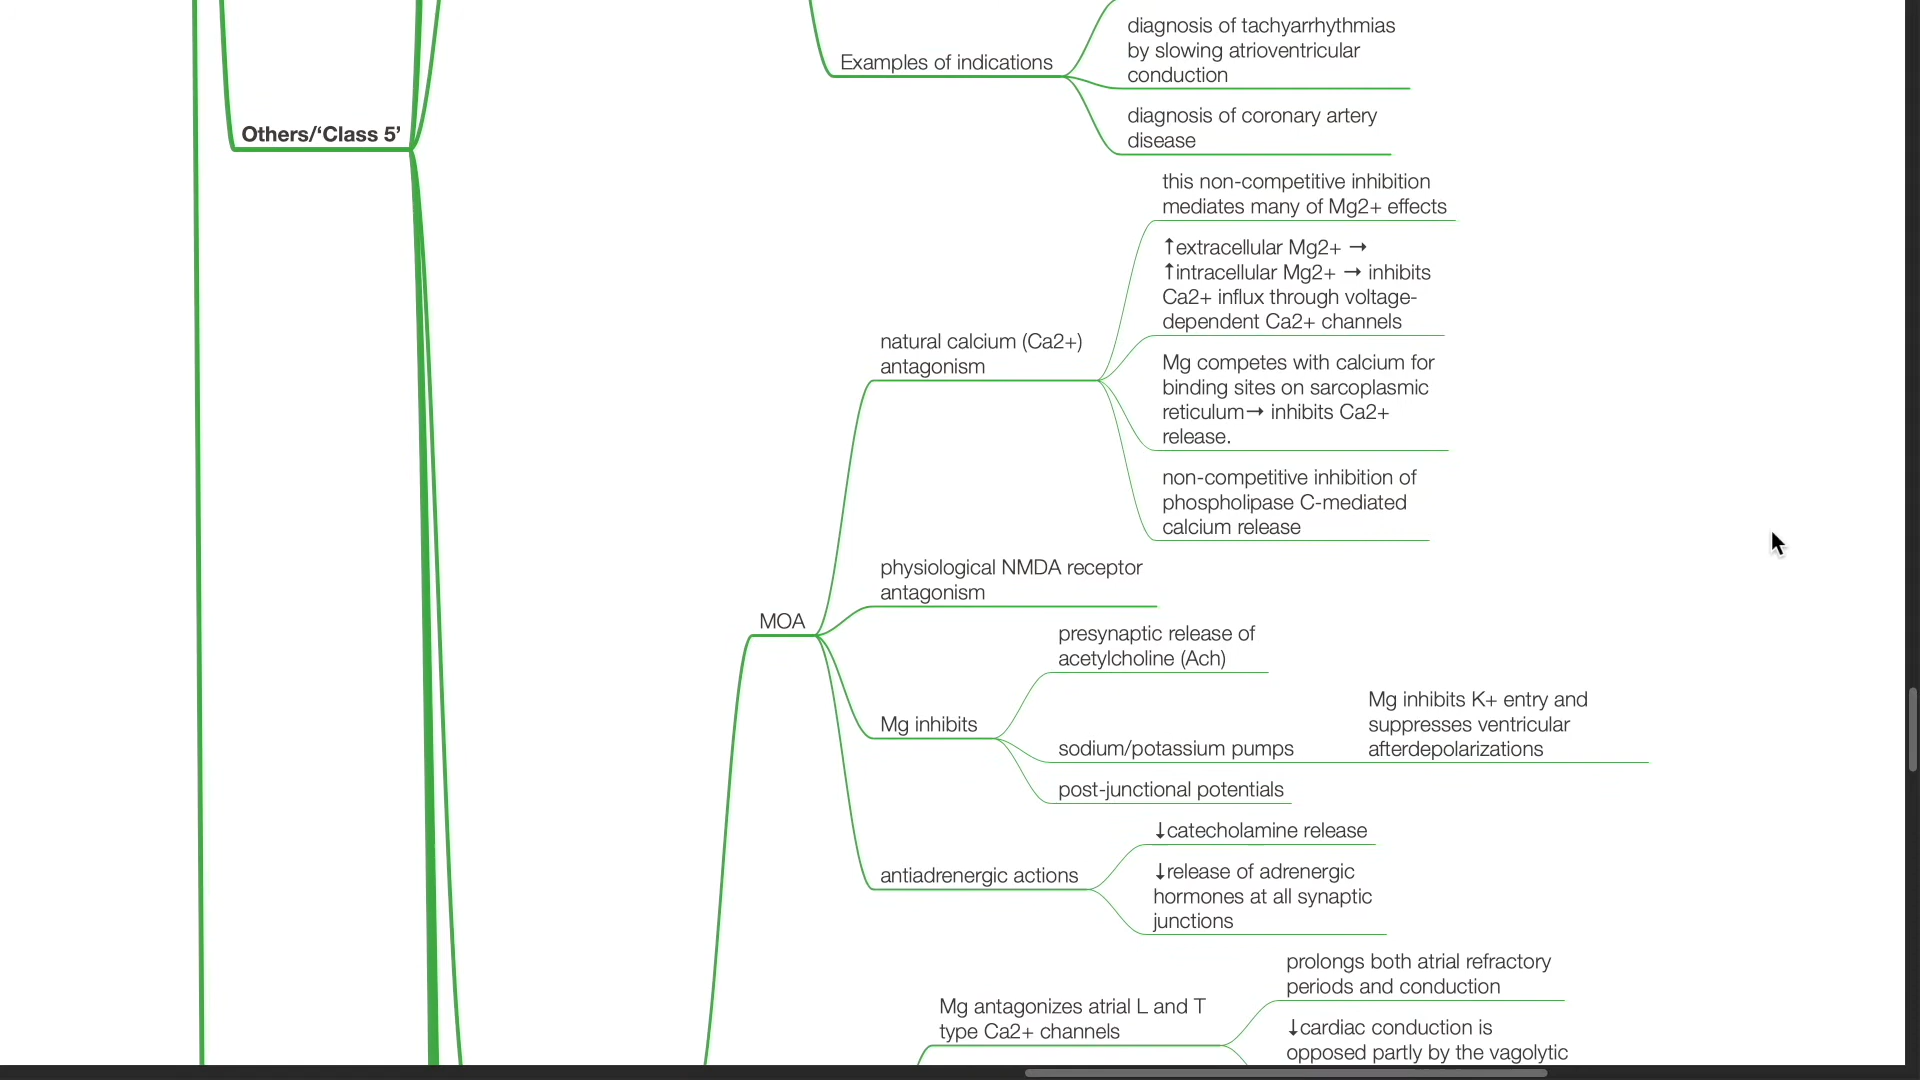 diagnosis of tachyarrhythmias
by slowing atrioventricular
conduction
Examples of indications
diagnosis of coronary artery
disease
Others/‘Class 5’
this non-competitive inhibition
mediates many of Mg2+ effects
↑extracellular Mg2+ →
↑intracellular Mg2+ → inhibits
Ca2+ influx through voltage-
dependent Ca2+ channels
natural calcium (Ca2+)
antagonism
Mg competes with calcium for
binding sites on sarcoplasmic
reticulum→ inhibits Ca2+
release.
non-competitive inhibition of
phospholipase C-mediated
calcium release
physiological NMDA receptor
antagonism
MOA
presynaptic release of
acetylcholine (Ach)
Mg inhibits
sodium/potassium pumps
Mg inhibits K+ entry and
suppresses ventricular
afterdepolarizations
post-junctional potentials
↓catecholamine release
antiadrenergic actions
↓release of adrenergic
hormones at all synaptic
junctions
prolongs both atrial refractory
periods and conduction
Mg antagonizes atrial L and T
type Ca2+ channels
↓cardiac conduction is
opposed partly by the vagolytic